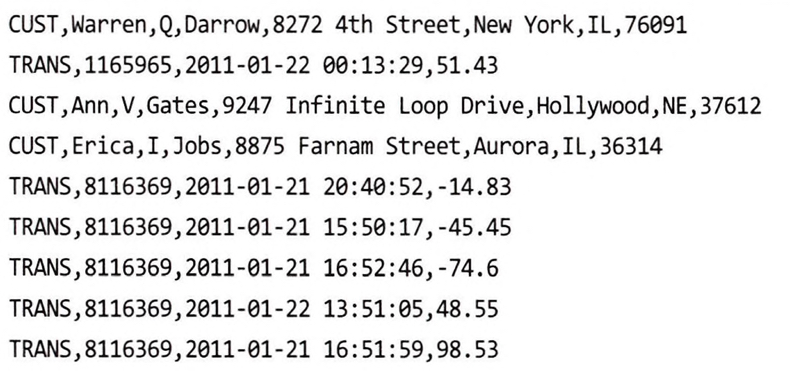 CUST,Warren,Q,Darrow,8272 4th Street,New York,IL,76091
TRANS,1165965,2011-01-22 00:13:29,51.43
CUST,Ann,V,Gates,9247 Infinite Loop Drive,Hollywood,NE,37612
CUST,Erica,I,Jobs,8875 Farnam Street,Aurora,IL,36314
TRANS,8116369,2011-01-21 20:40:52,-14.83
TRANS,8116369,2011-01-21 15:50:17,-45.45
TRANS,8116369,2011-01-21 16:52:46,-74.6
TRANS,8116369,2011-01-22 13:51:05,48.55
TRANS,8116369,2011-01-21 16:51:59,98.53